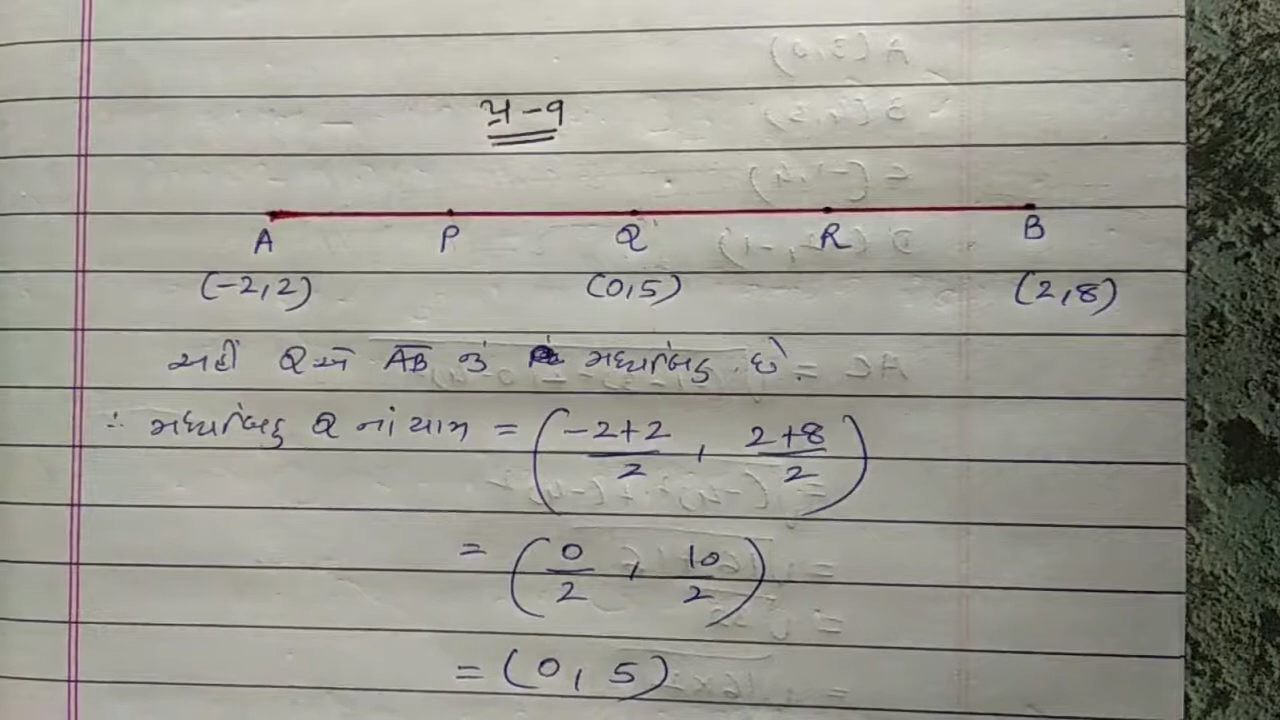 પ્ર-૧
A P Q R B
(-2,2) (0,5) (2,8)
અહીં Q એ AB નું મધ્યબિંદુ છે.
∴ મધ્યબિંદુ Q નાં યામ = (-2+2/2 , 2+8/2)
= (0/2 , 10/2)
= (0, 5)